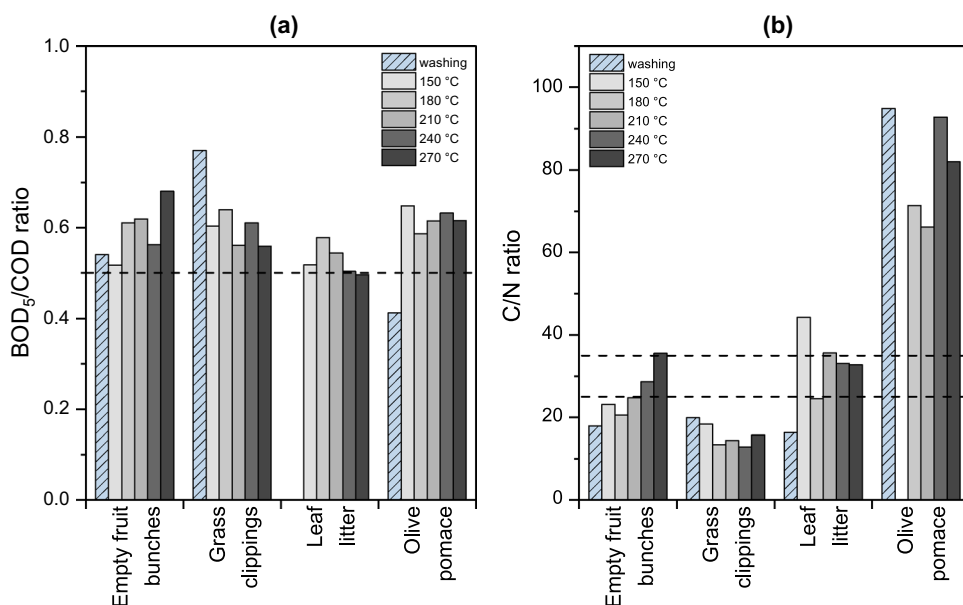 (a)
1.0
0.8
0.6
0.4
0.2
0.0
BOD₅/COD ratio
washing
150 °C
180 °C
210 °C
240 °C
270 °C
Empty fruit
bunches
Grass
clippings
Leaf
litter
Olive
pomace
(b)
100
80
60
40
20
0
C/N ratio
washing
150 °C
180 °C
210 °C
240 °C
270 °C
Empty fruit
bunches
Grass
clippings
Leaf
litter
Olive
pomace